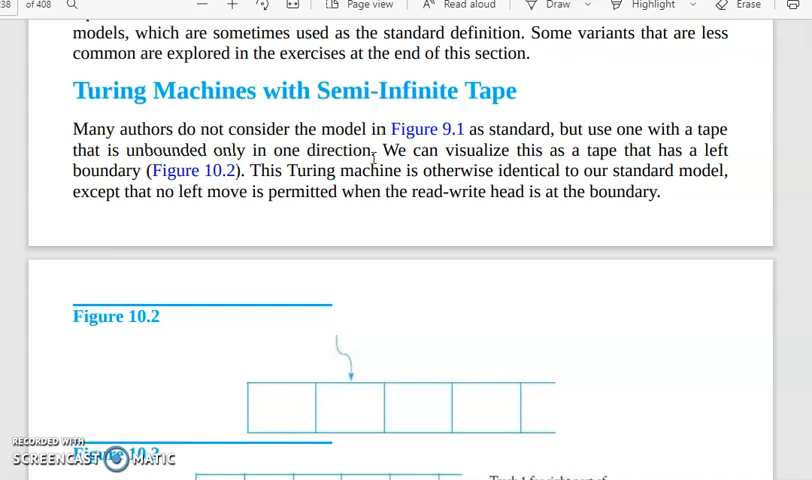 38 of 408 Page view Read aloud Draw Highlight Erase
models, which are sometimes used as the standard definition. Some variants that are less
common are explored in the exercises at the end of this section.
Turing Machines with Semi-Infinite Tape
Many authors do not consider the model in Figure 9.1 as standard, but use one with a tape
that is unbounded only in one direction. We can visualize this as a tape that has a left
boundary (Figure 10.2). This Turing machine is otherwise identical to our standard model,
except that no left move is permitted when the read-write head is at the boundary.
Figure 10.2
RECORDED WITH
Figure 10.3
SCREENCAST MATIC